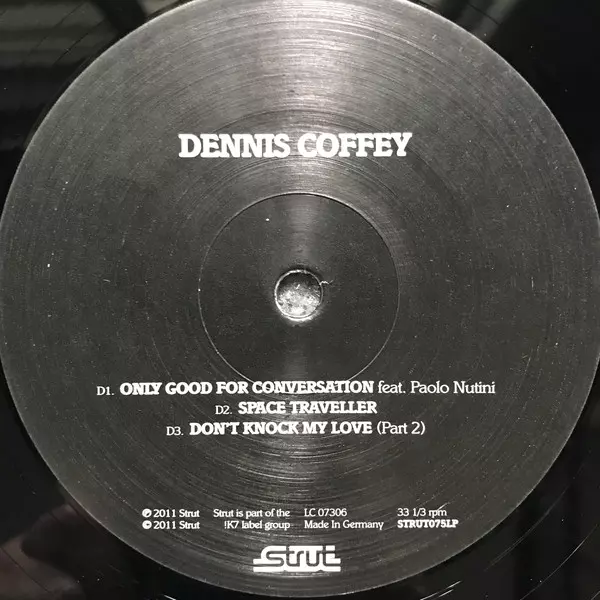 DENNIS COFFEY
D1. ONLY GOOD FOR CONVERSATION feat. Paolo Nutini
D2. SPACE TRAVELLER
D3. DON'T KNOCK MY LOVE (Part 2)
℗ 2011 Strut Strut is part of the LC 07306 33 1/3 rpm
© 2011 Strut !K7 label group Made In Germany STRUT075LP
strut